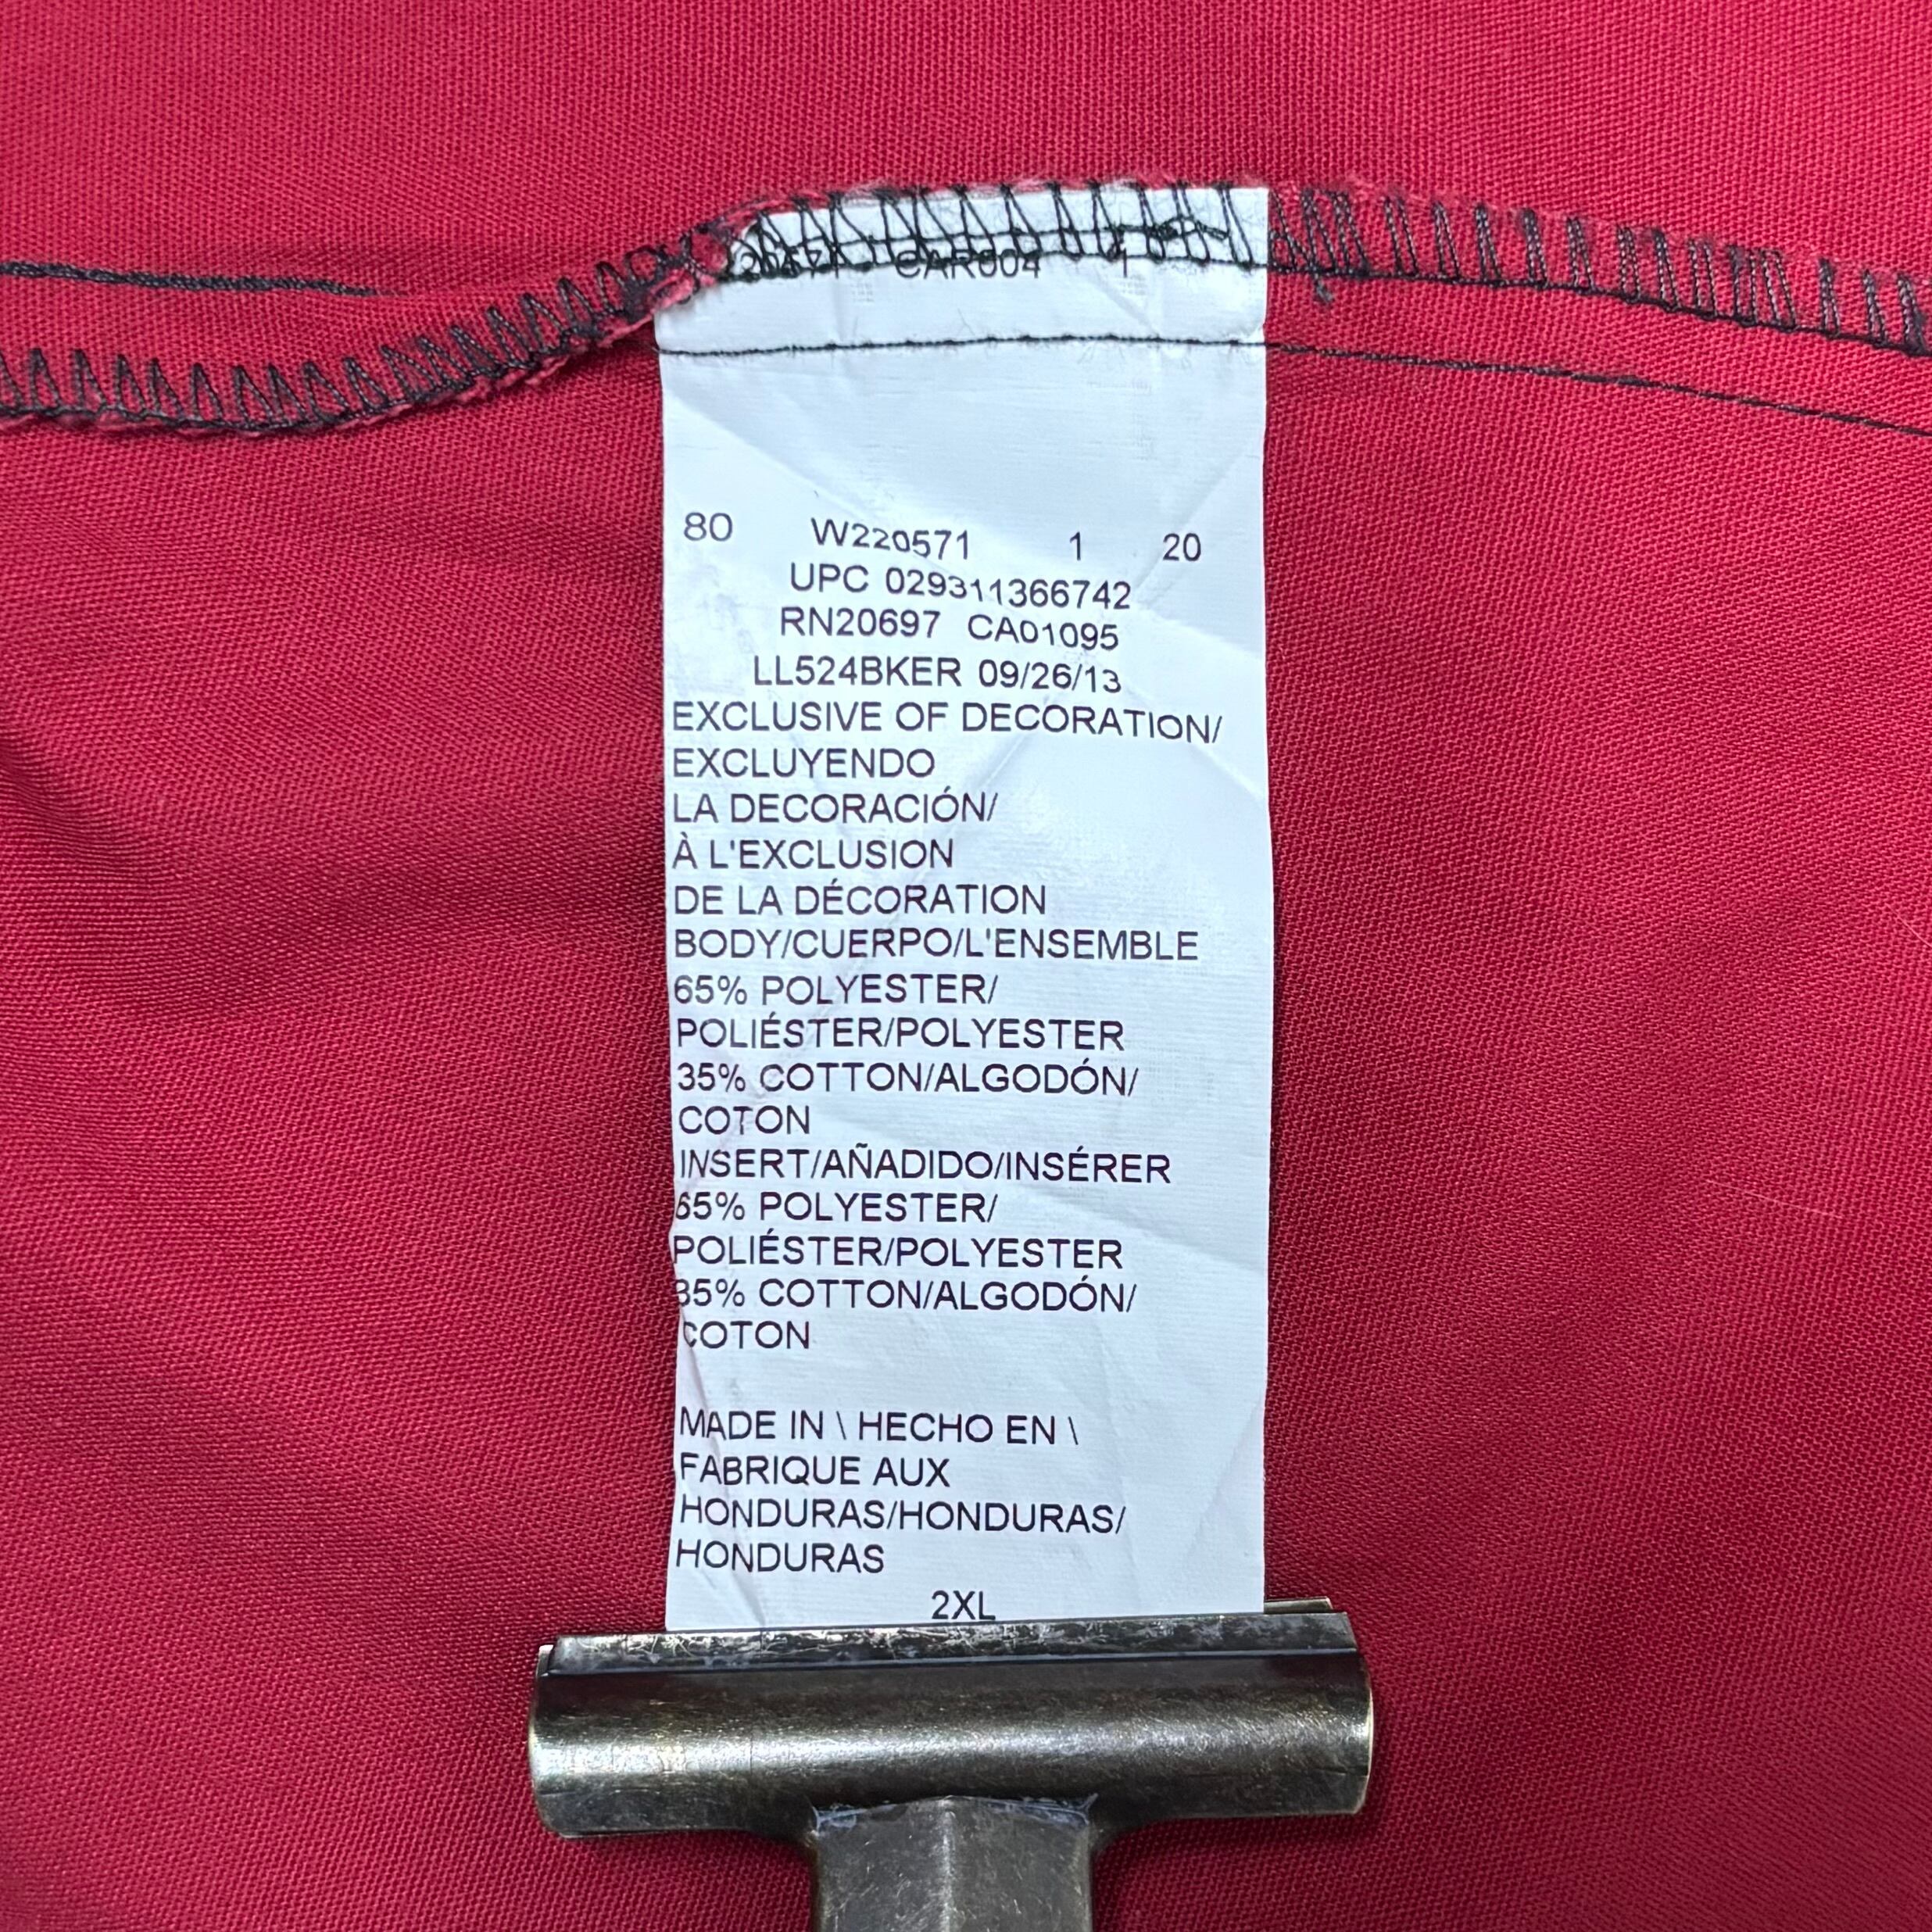 CAR004 1
80 W220571 1 20
UPC 029311366742
RN20697 CA01095
LL524BKER 09/26/13
EXCLUSIVE OF DECORATION/
EXCLUYENDO
LA DECORACIÓN/
À L'EXCLUSION
DE LA DÉCORATION
BODY/CUERPO/L'ENSEMBLE
65% POLYESTER/
POLIÉSTER/POLYESTER
35% COTTON/ALGODÓN/
COTON
INSERT/AÑADIDO/INSÉRER
65% POLYESTER/
POLIÉSTER/POLYESTER
35% COTTON/ALGODÓN/
COTON
MADE IN \ HECHO EN \
FABRIQUE AUX
HONDURAS/HONDURAS/
HONDURAS
2XL